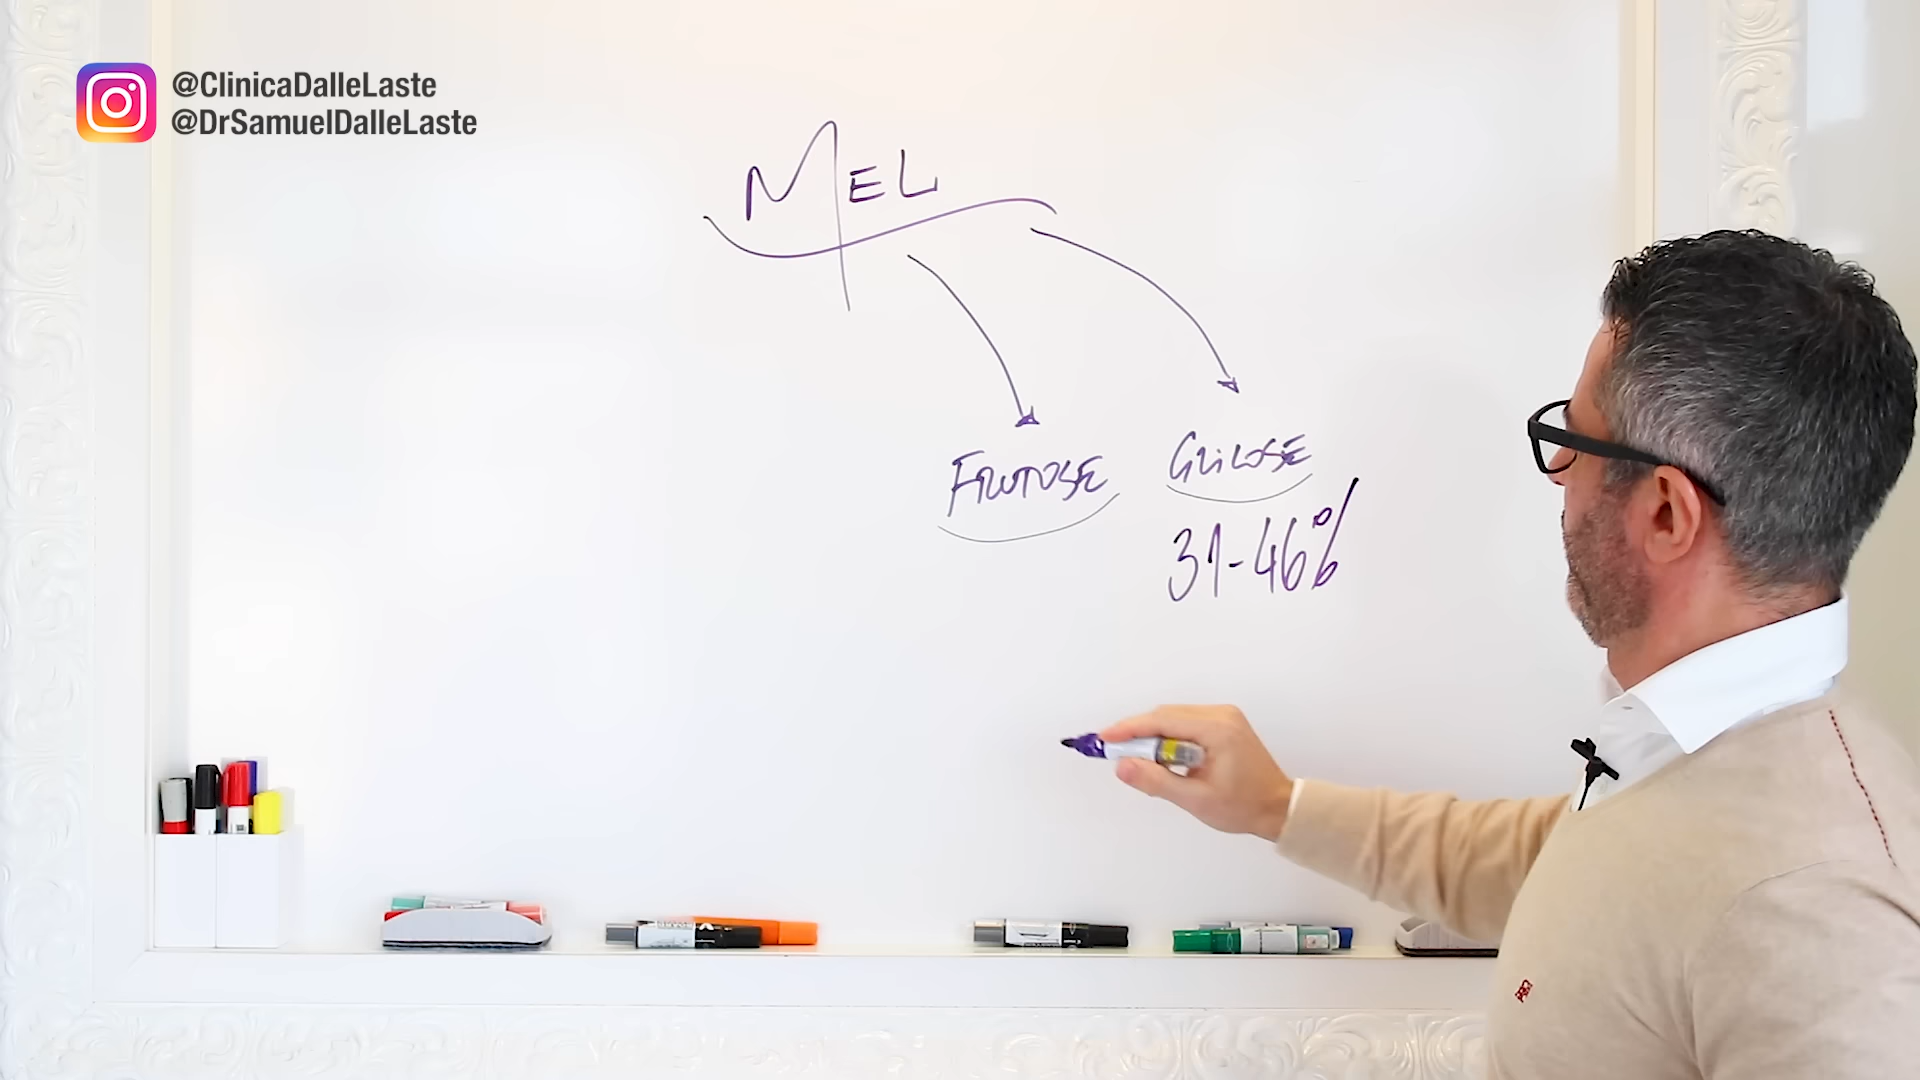 @ClinicaDalleLaste
@DrSamuelDalleLaste
MEL
FRUTOSE
GLICOSE
31-46%